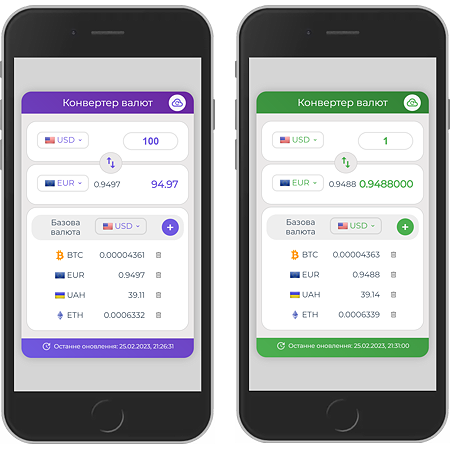 Конвертер валют
USD
100
EUR
0.9497
94.97
Базова валюта
USD
+
BTC
0.00004361
EUR
0.9497
UAH
39.11
ETH
0.0006332
Останнє оновлення: 25.02.2023, 21:26:31
Конвертер валют
USD
1
EUR
0.9488
0.9488000
Базова валюта
USD
+
BTC
0.00004363
EUR
0.9488
UAH
39.14
ETH
0.0006339
Останнє оновлення: 25.02.2023, 21:31:00